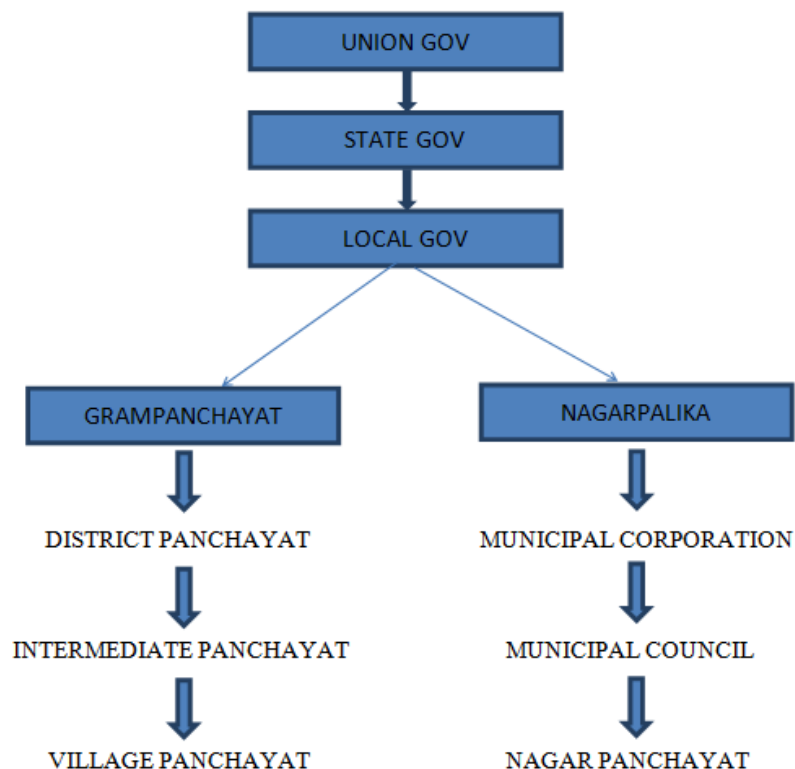 UNION GOV
STATE GOV
LOCAL GOV
GRAMPANCHAYAT
NAGARPALIKA
DISTRICT PANCHAYAT
MUNICIPAL CORPORATION
INTERMEDIATE PANCHAYAT
MUNICIPAL COUNCIL
VILLAGE PANCHAYAT
NAGAR PANCHAYAT